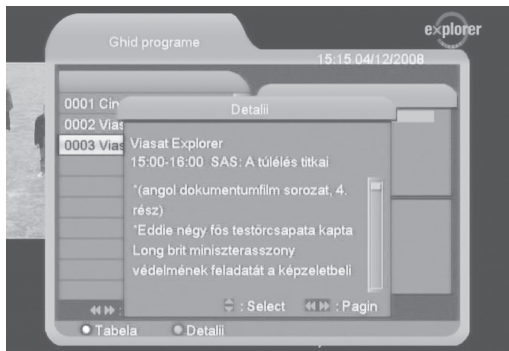 explorer
Ghid programe
15:15 04/12/2008
0001 Cin
Detalii
0002 Vias
0003 Vias
Viasat Explorer
15:00-16:00 SAS: A túlélés titkai
*(angol dokumentumfilm sorozat, 4.
rész)
*Eddie négy fös testörcsapata kapta
Long brit miniszterasszony
védelmének feladatát a képzeletbeli
: Select : Pagin
Tabela Detalii